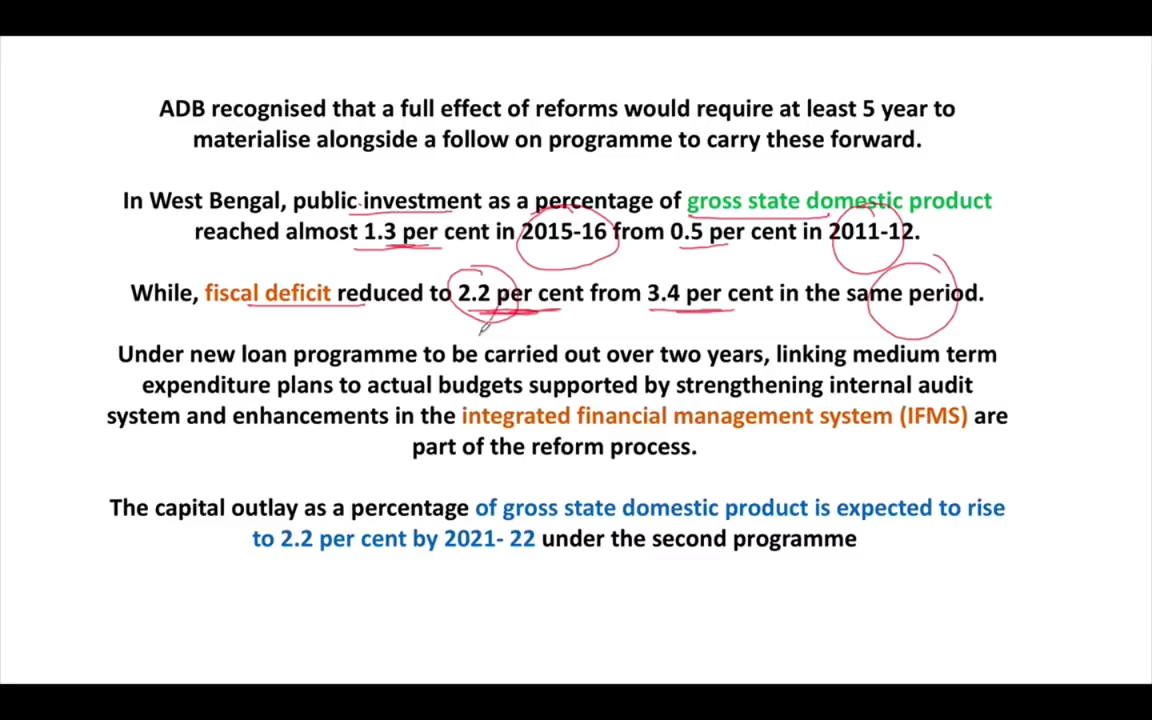 ADB recognised that a full effect of reforms would require at least 5 year to
materialise alongside a follow on programme to carry these forward.
In West Bengal, public investment as a percentage of gross state domestic product
reached almost 1.3 per cent in 2015-16 from 0.5 per cent in 2011-12.
While, fiscal deficit reduced to 2.2 per cent from 3.4 per cent in the same period.
Under new loan programme to be carried out over two years, linking medium term
expenditure plans to actual budgets supported by strengthening internal audit
system and enhancements in the integrated financial management system (IFMS) are
part of the reform process.
The capital outlay as a percentage of gross state domestic product is expected to rise
to 2.2 per cent by 2021- 22 under the second programme